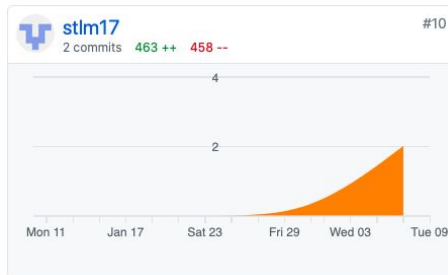 stlm17
#10
2 commits 463 ++ 458 --
4
2
Mon 11 Jan 17 Sat 23 Fri 29 Wed 03 Tue 09